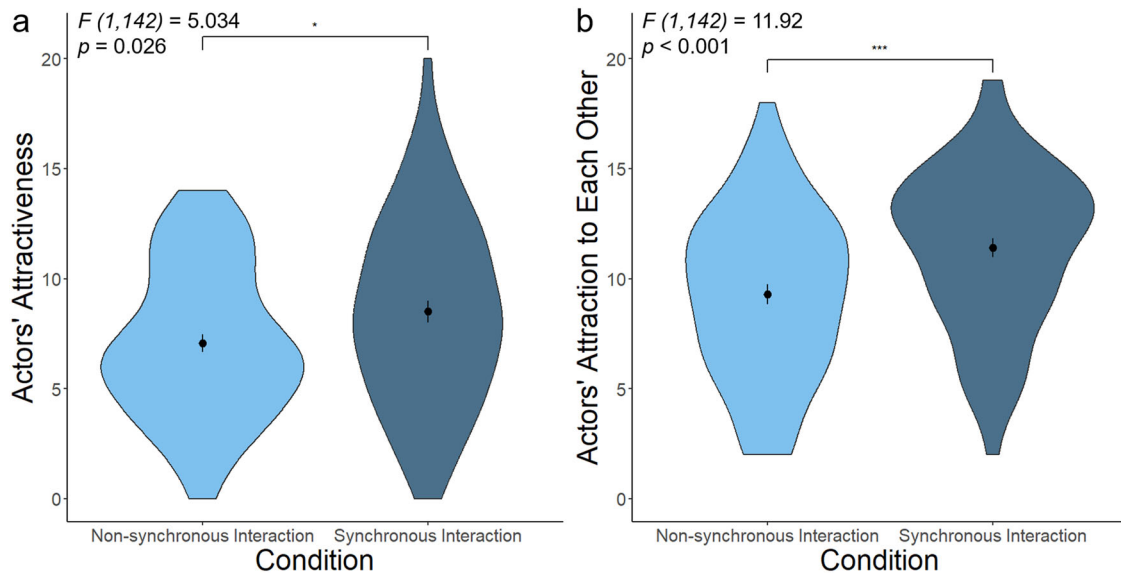 a
F (1,142) = 5.034
p = 0.026
*
20
15
10
5
0
Actors' Attractiveness
Non-synchronous Interaction
Synchronous Interaction
Condition
b
F (1,142) = 11.92
p < 0.001
***
20
15
10
5
0
Actors' Attraction to Each Other
Non-synchronous Interaction
Synchronous Interaction
Condition